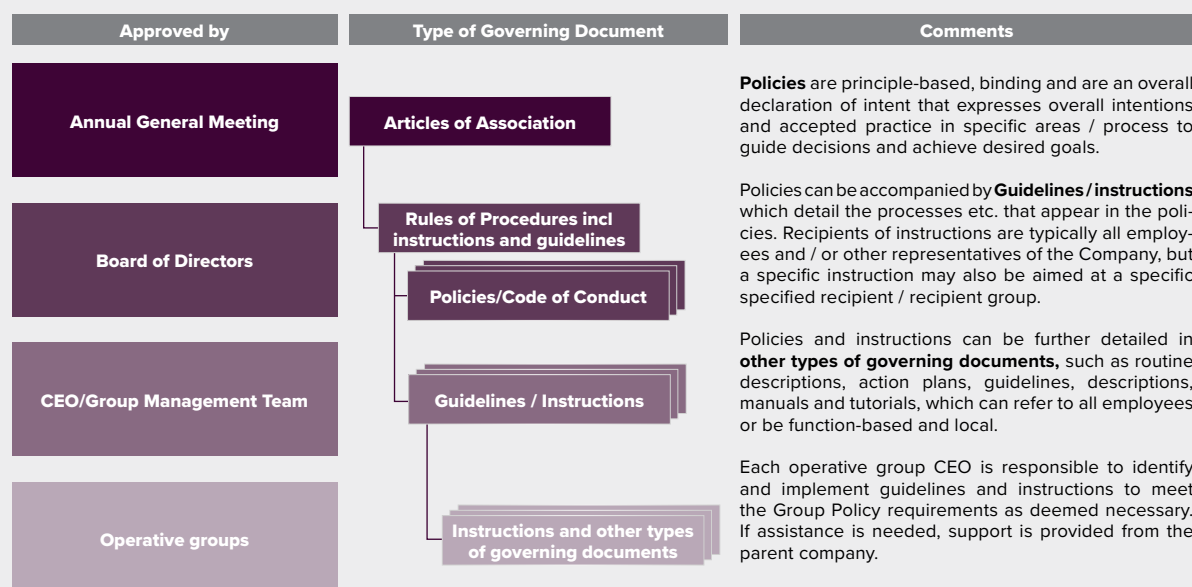 Approved by
Type of Governing Document
Comments
Annual General Meeting
Board of Directors
CEO/Group Management Team
Operative groups
Articles of Association
Rules of Procedures incl
instructions and guidelines
Policies/Code of Conduct
Guidelines / Instructions
Instructions and other types
of governing documents
Policies are principle-based, binding and are an overall
declaration of intent that expresses overall intentions
and accepted practice in specific areas / process to
guide decisions and achieve desired goals.
Policies can be accompanied by Guidelines / instructions
which detail the processes etc. that appear in the poli-
cies. Recipients of instructions are typically all employ-
ees and / or other representatives of the Company, but
a specific instruction may also be aimed at a specific
specified recipient / recipient group.
Policies and instructions can be further detailed in
other types of governing documents, such as routine
descriptions, action plans, guidelines, descriptions,
manuals and tutorials, which can refer to all employees
or be function-based and local.
Each operative group CEO is responsible to identify
and implement guidelines and instructions to meet
the Group Policy requirements as deemed necessary.
If assistance is needed, support is provided from the
parent company.